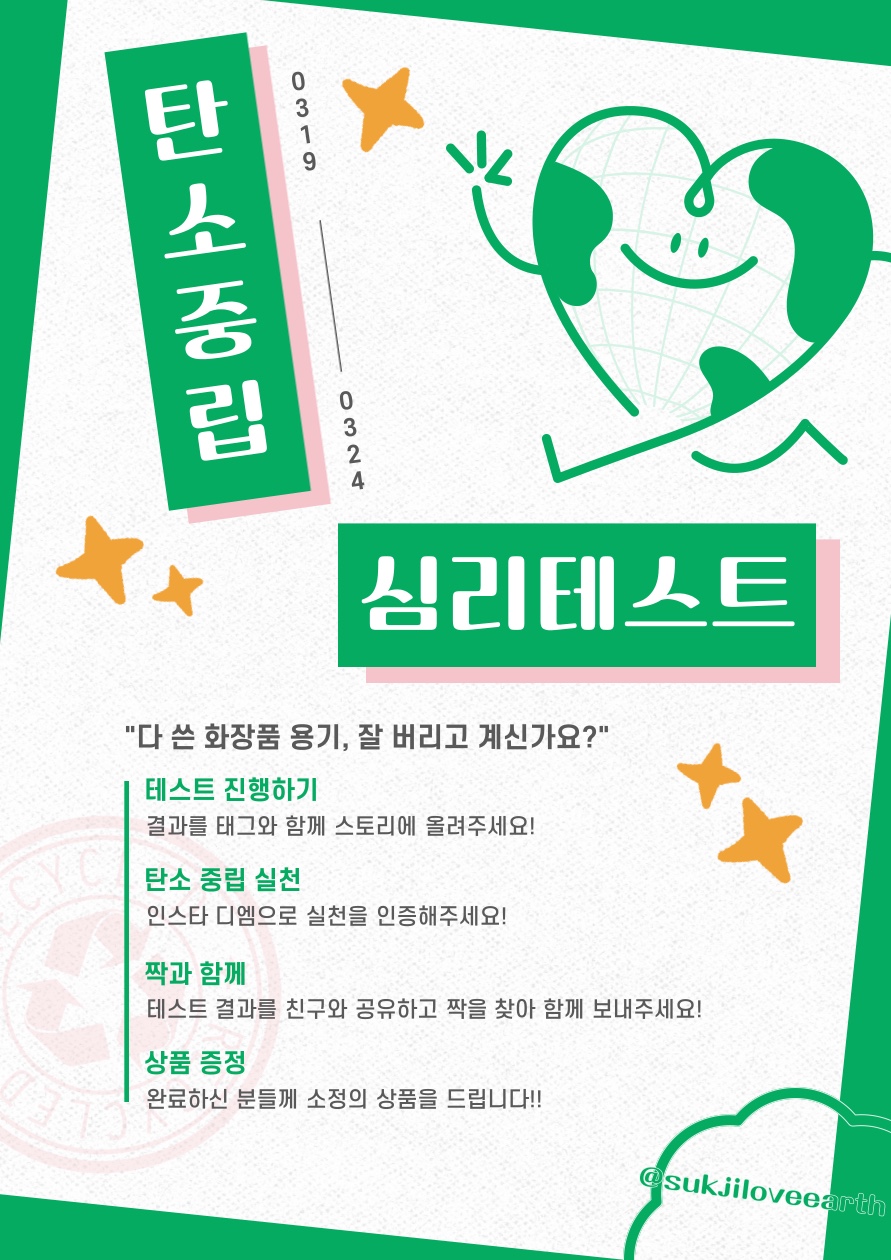 탄소중립
0319
0324
심리테스트
"다 쓴 화장품 용기, 잘 버리고 계신가요?"
테스트 진행하기
결과를 태그와 함께 스토리에 올려주세요!
탄소 중립 실천
인스타 디엠으로 실천을 인증해주세요!
짝과 함께
테스트 결과를 친구와 공유하고 짝을 찾아 함께 보내주세요!
상품 증정
완료하신 분들께 소정의 상품을 드립니다!!
@sukjiloveearth